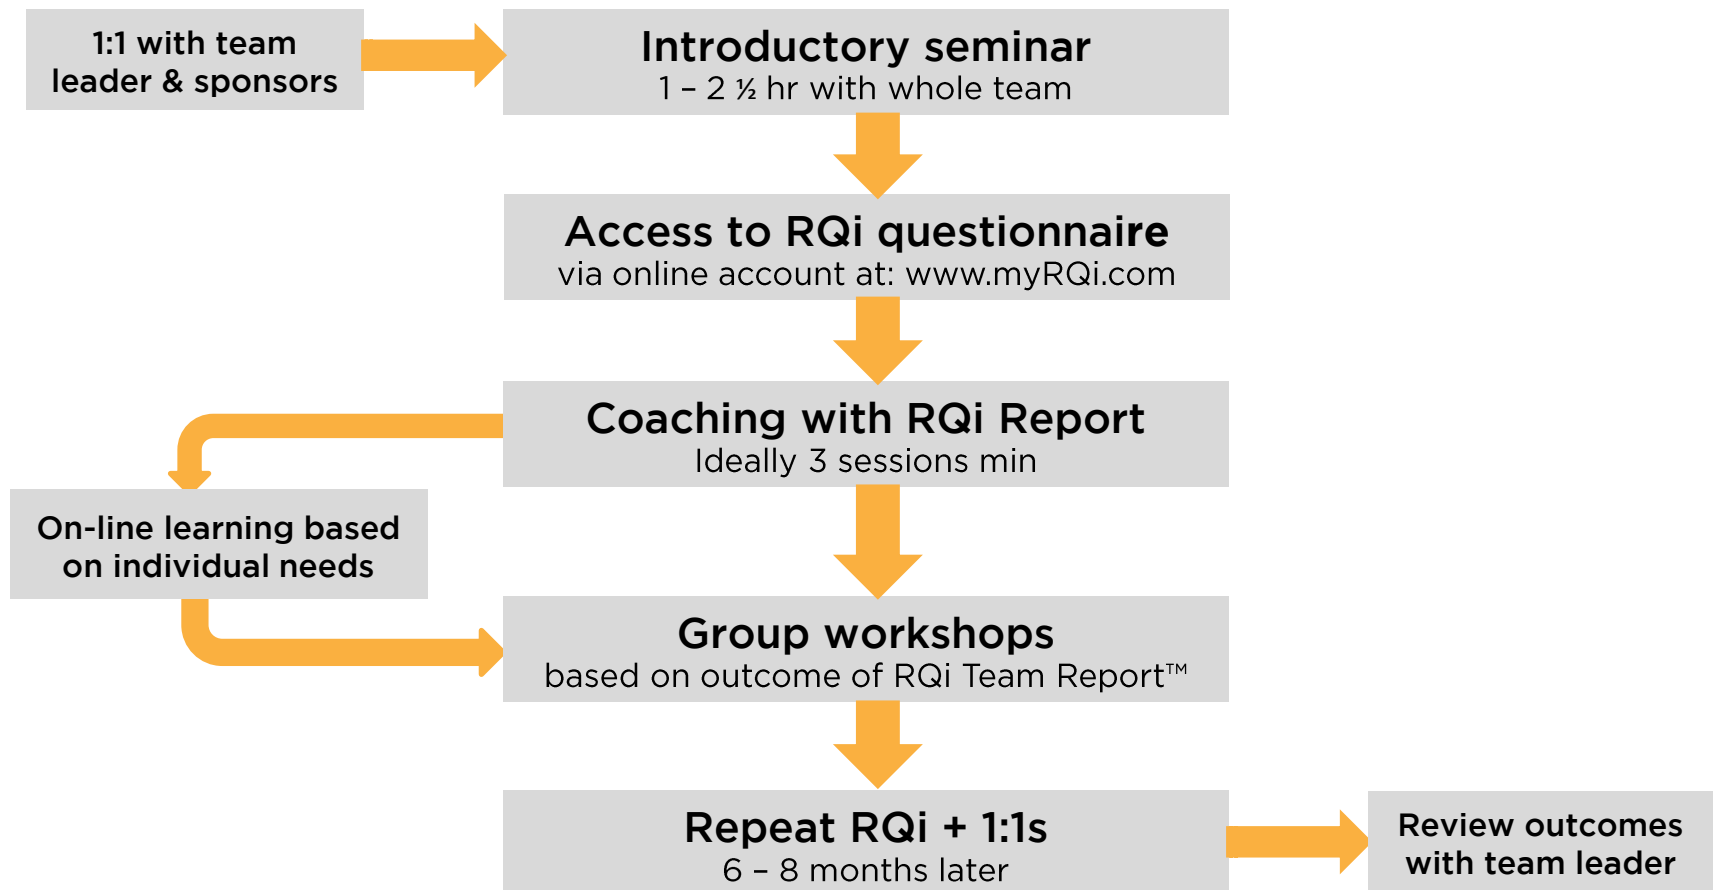 1:1 with team
leader & sponsors
Introductory seminar
1 – 2 ½ hr with whole team
Access to RQi questionnaire
via online account at: www.myRQi.com
Coaching with RQi Report
Ideally 3 sessions min
On-line learning based
on individual needs
Group workshops
based on outcome of RQi Team Report™
Repeat RQi + 1:1s
6 – 8 months later
Review outcomes
with team leader